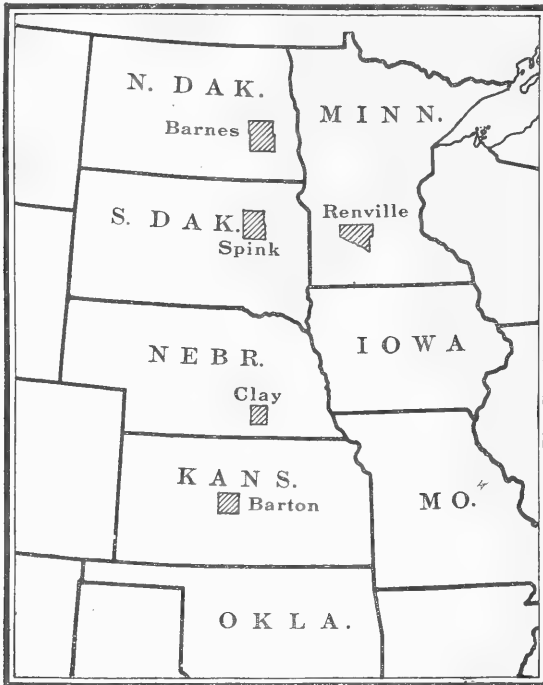 N. DAK.
Barnes
MINN.
S. DAK.
Spink
Renville
NEBR.
Clay
IOWA
KANS.
Barton
MO.
OKLA.